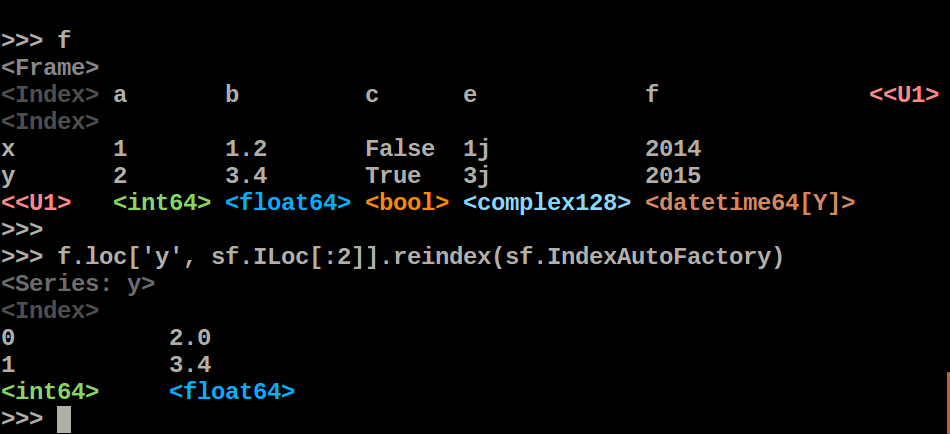 >>> f
<Frame>
<Index> a       b         c      e            f               <<U1>
<Index>
x       1       1.2       False  1j           2014
y       2       3.4       True   3j           2015
<<U1>   <int64> <float64> <bool> <complex128> <datetime64[Y]>
>>>
>>> f.loc['y', sf.ILoc[:2]].reindex(sf.IndexAutoFactory)
<Series: y>
<Index>
0           2.0
1           3.4
<int64>     <float64>
>>>